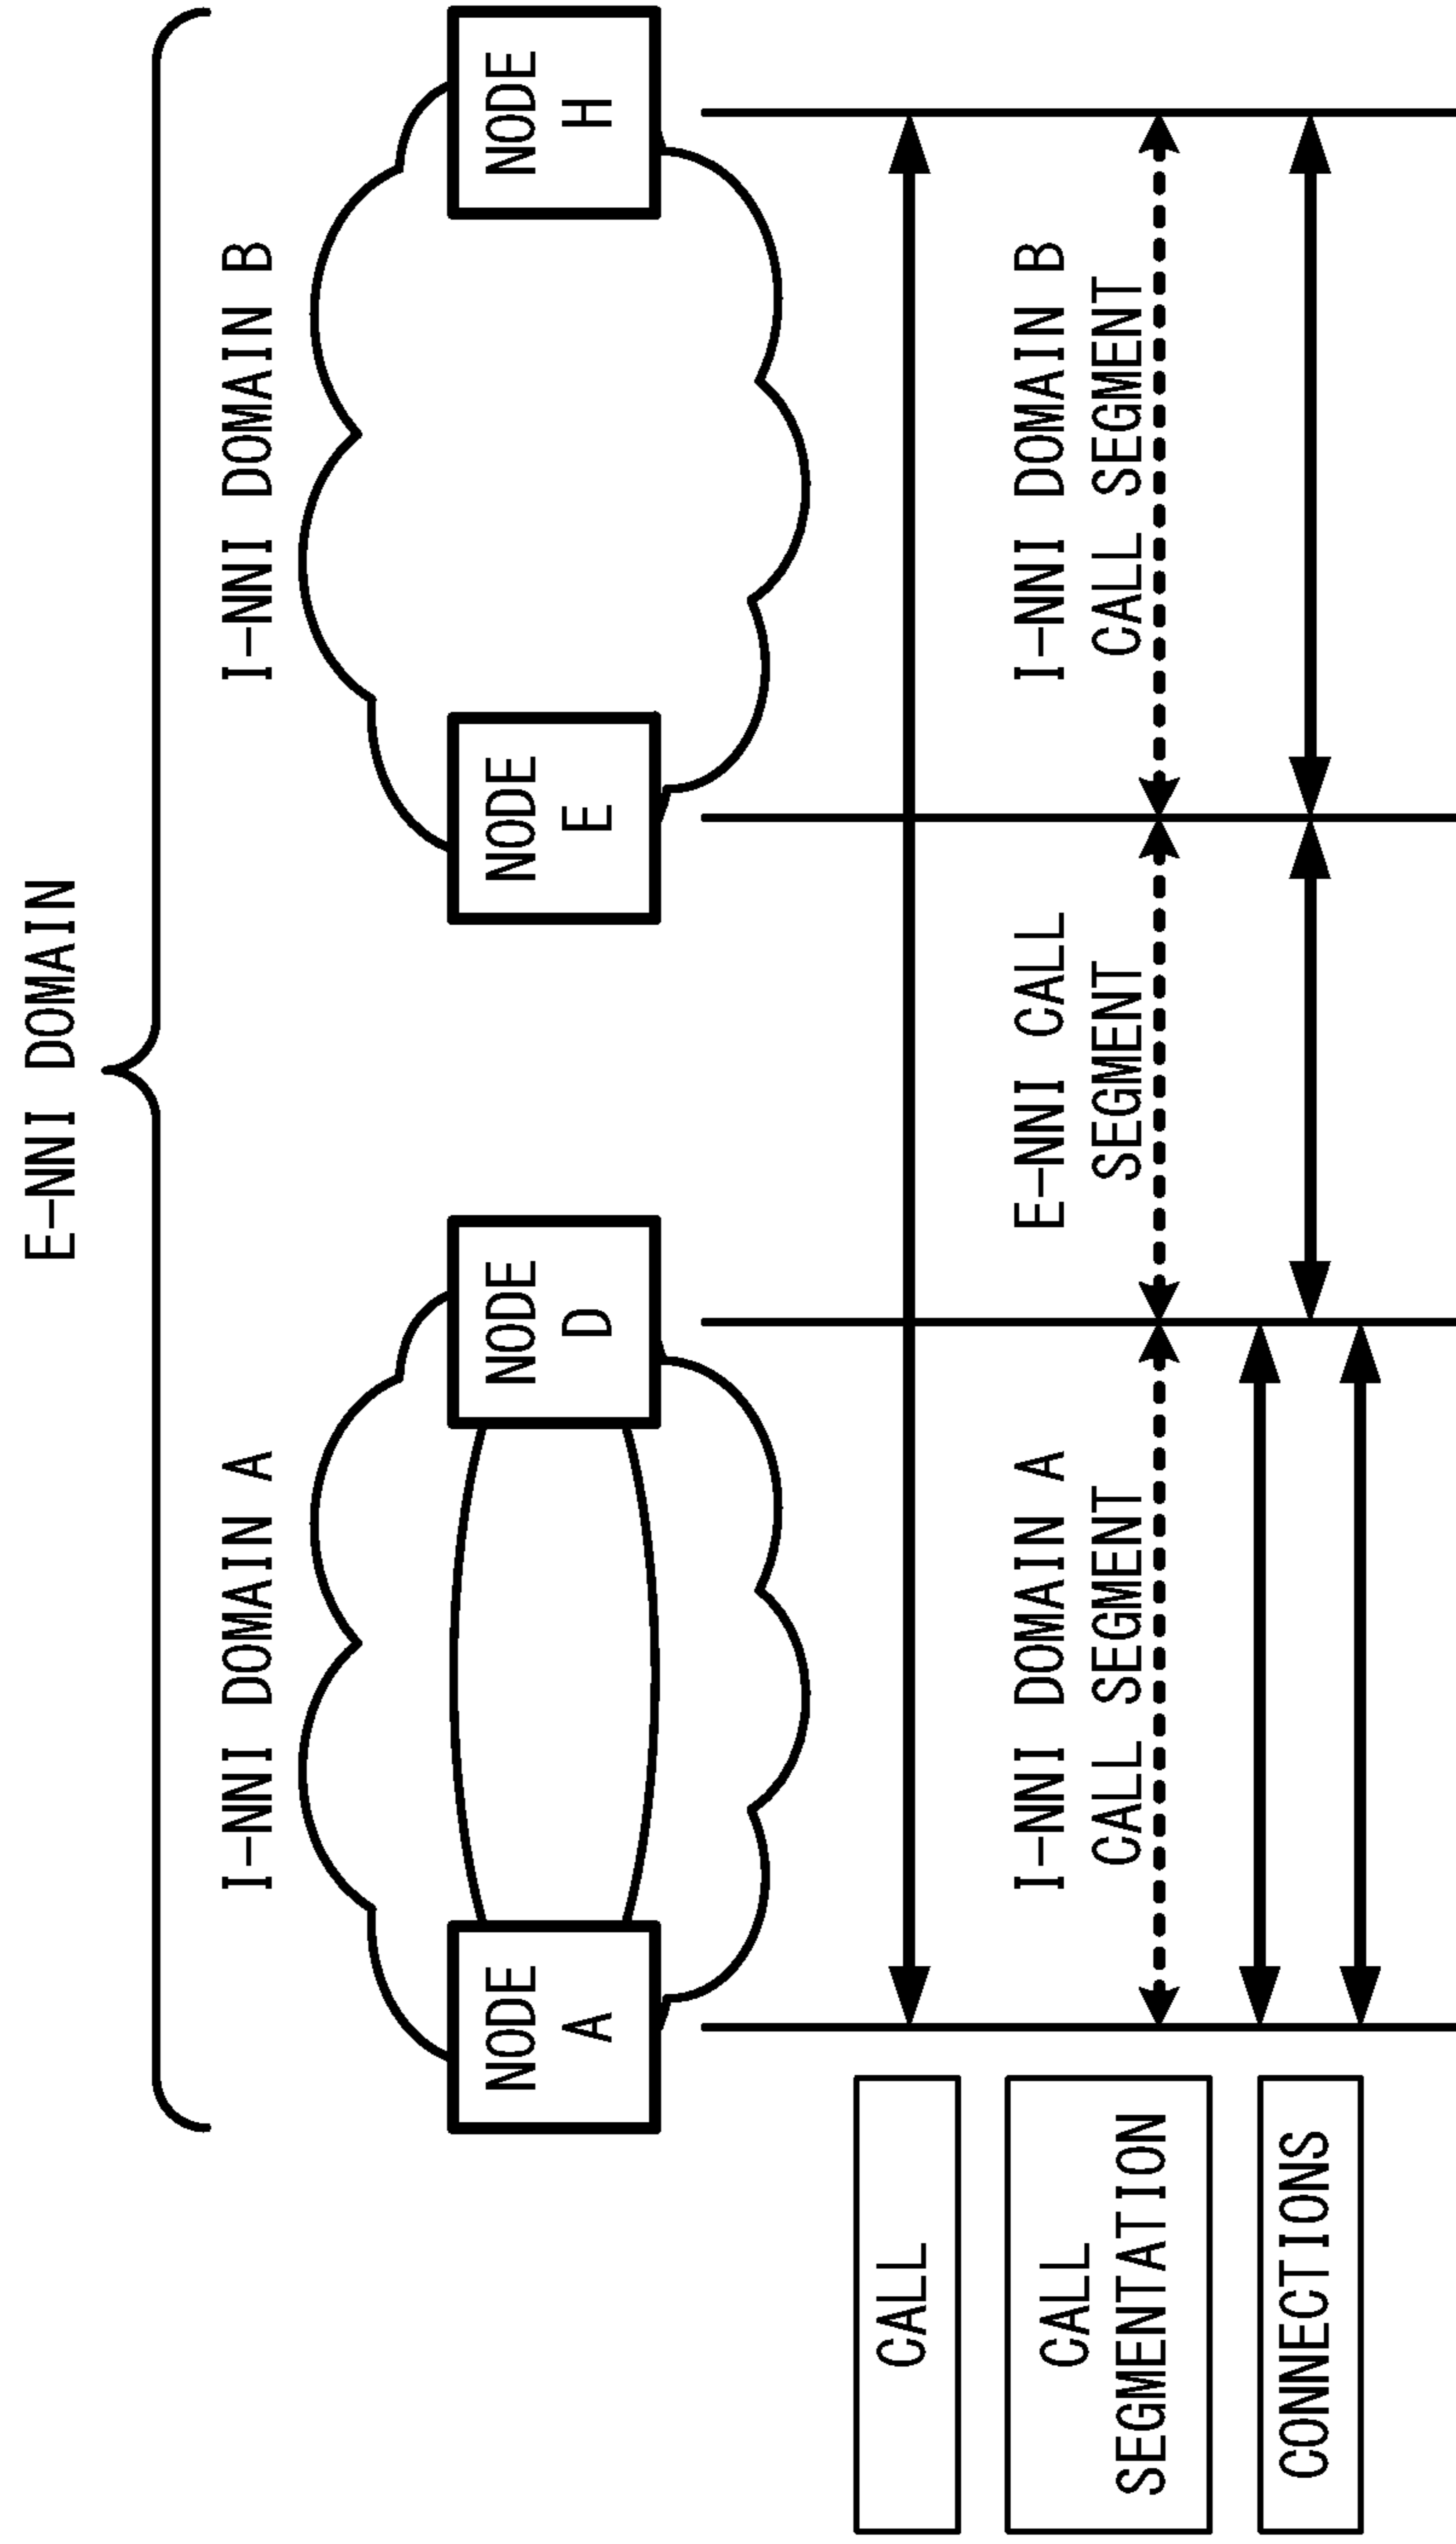 E-NNI DOMAIN
I-NNI DOMAIN A
I-NNI DOMAIN B
NODE
A
NODE
D
NODE
E
NODE
H
CALL
CALL
SEGMENTATION
I-NNI DOMAIN A
CALL SEGMENT
E-NNI CALL
SEGMENT
I-NNI DOMAIN B
CALL SEGMENT
CONNECTIONS